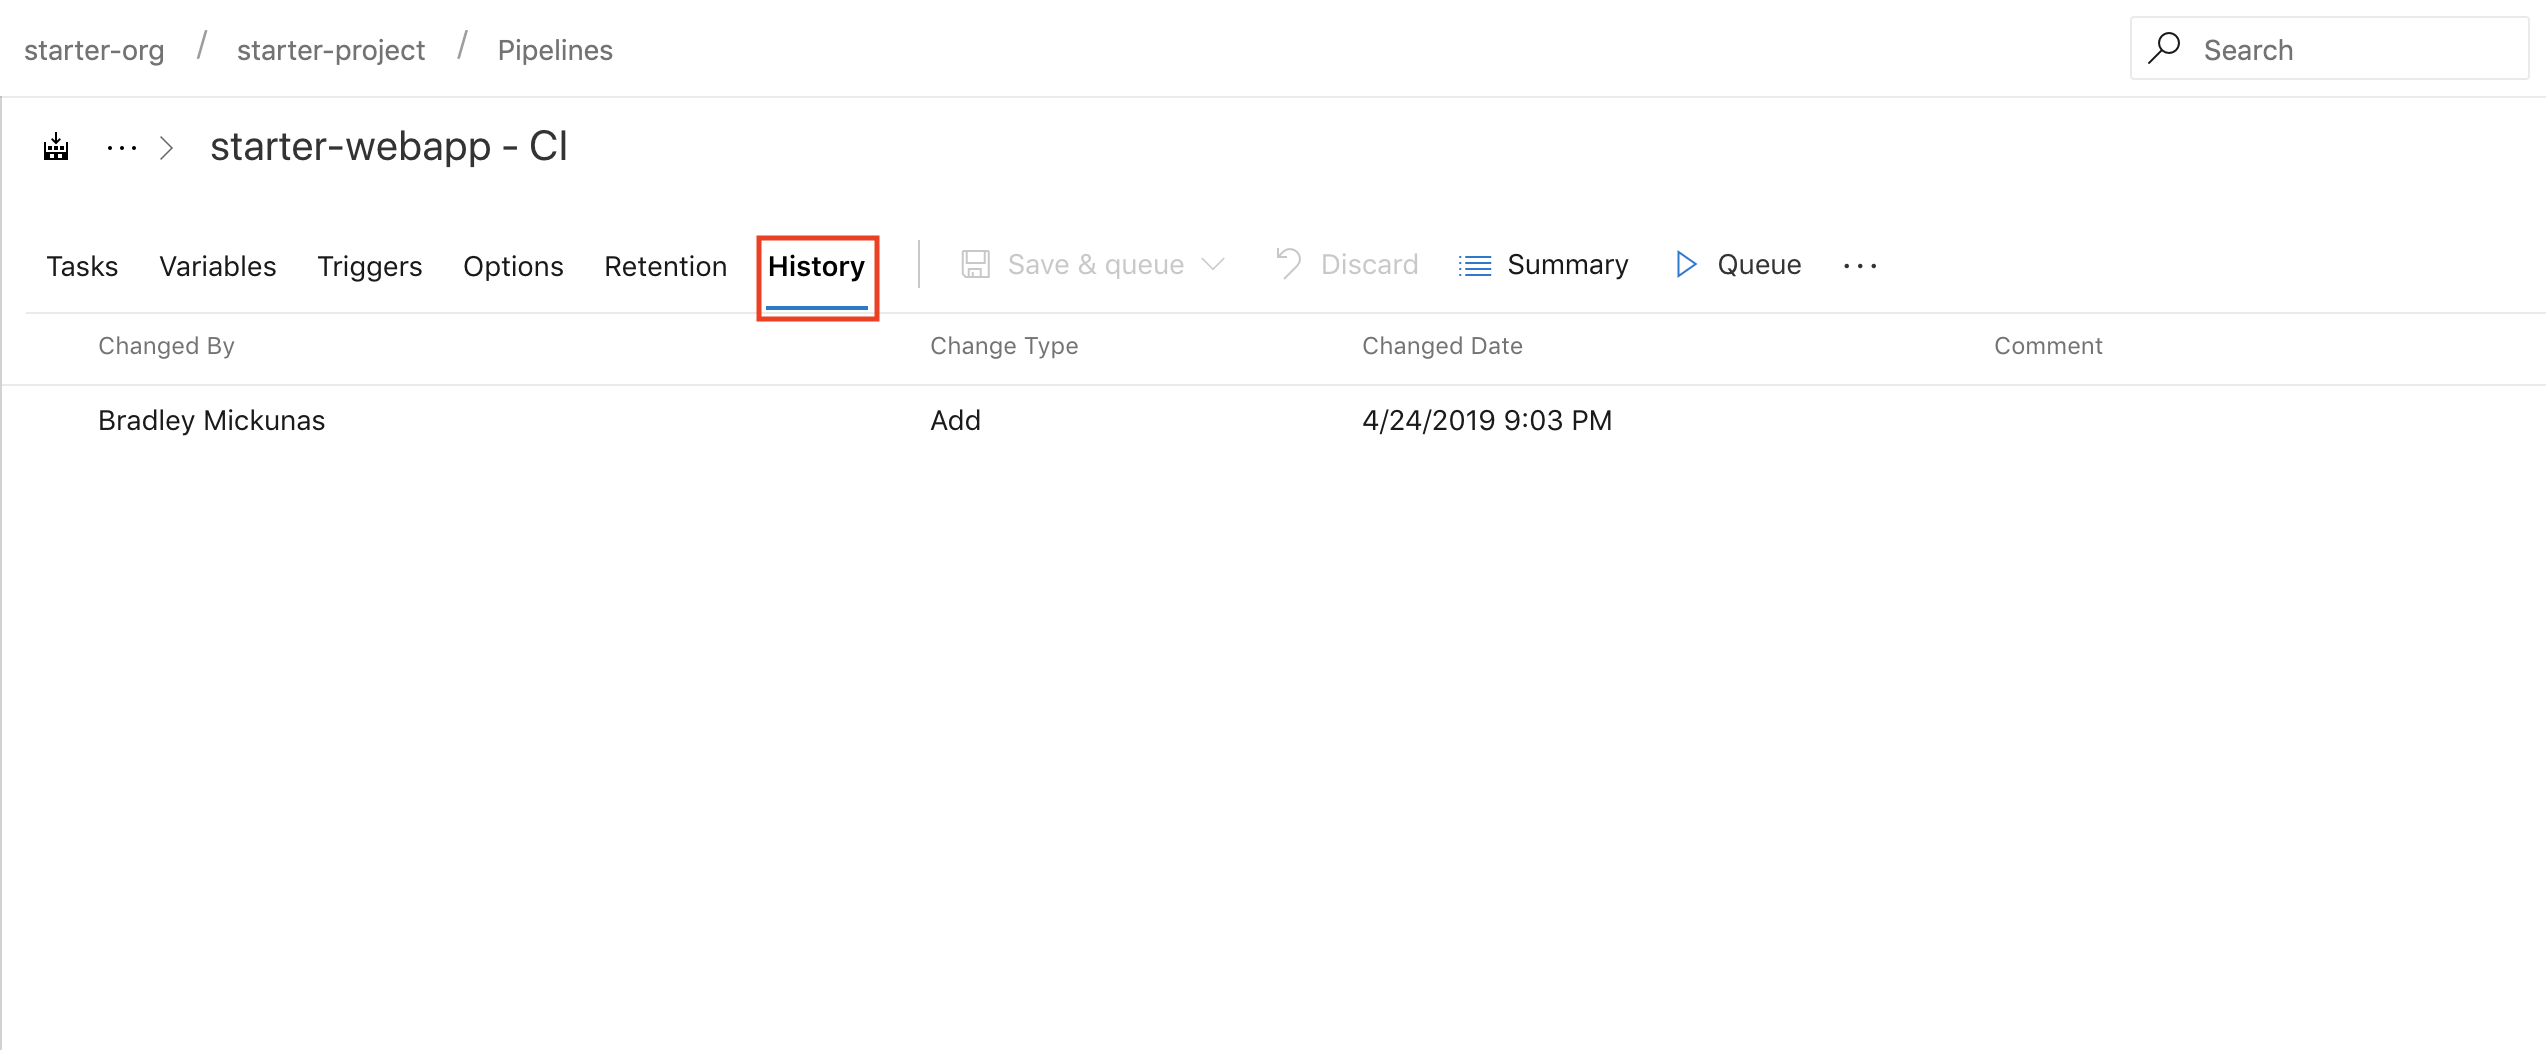 starter-org / starter-project / Pipelines
Search
... > starter-webapp - CI
Tasks Variables Triggers Options Retention History Save & queue Discard Summary Queue ...
Changed By Change Type Changed Date Comment
Bradley Mickunas Add 4/24/2019 9:03 PM